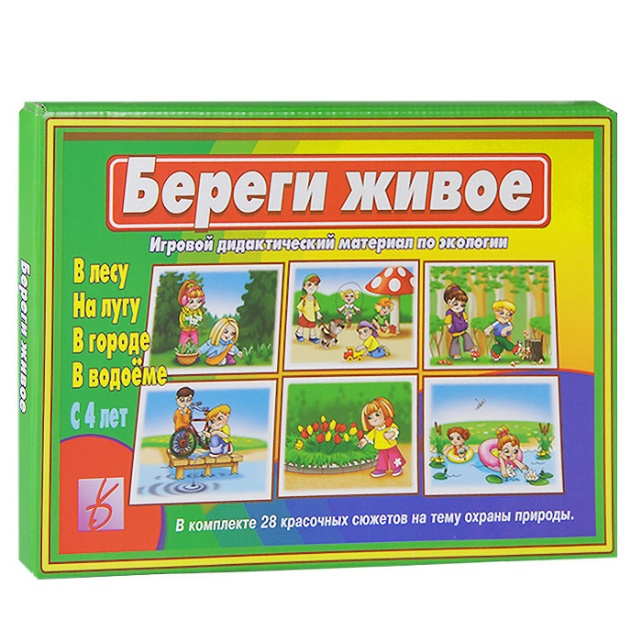 Береги живое
Игровой дидактический материал по экологии
В лесу
На лугу
В городе
В водоёме
С 4 лет
В комплекте 28 красочных сюжетов на тему охраны природы.
Береги живое